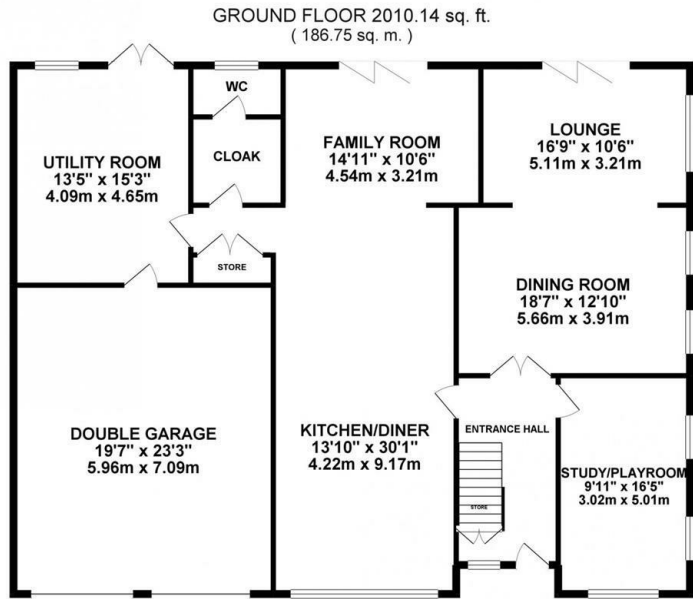 GROUND FLOOR 2010.14 sq. ft.
( 186.75 sq. m. )
WC
CLOAK
UTILITY ROOM
13'5" x 15'3"
4.09m x 4.65m
STORE
FAMILY ROOM
14'11" x 10'6"
4.54m x 3.21m
LOUNGE
16'9" x 10'6"
5.11m x 3.21m
DINING ROOM
18'7" x 12'10"
5.66m x 3.91m
DOUBLE GARAGE
19'7" x 23'3"
5.96m x 7.09m
KITCHEN/DINER
13'10" x 30'1"
4.22m x 9.17m
ENTRANCE HALL
STORE
STUDY/PLAYROOM
9'11" x 16'5"
3.02m x 5.01m